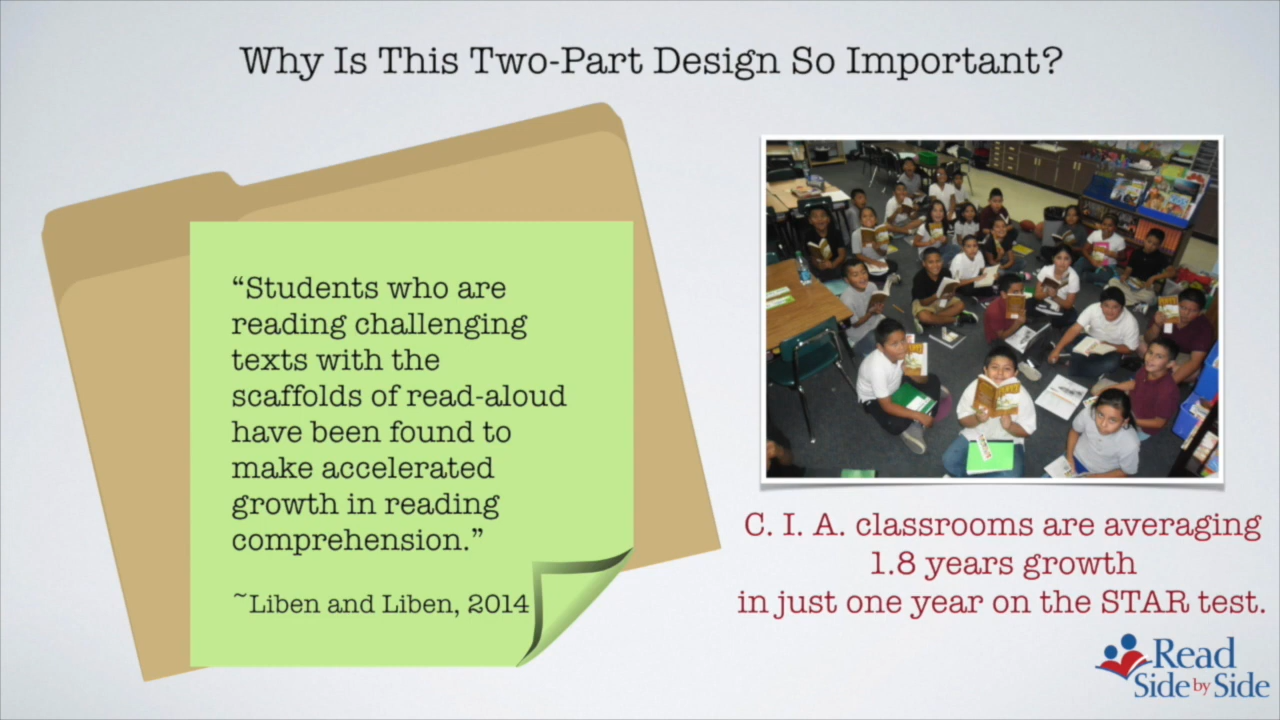 Why Is This Two-Part Design So Important?
“Students who are
reading challenging
texts with the
scaffolds of read-aloud
have been found to
make accelerated
growth in reading
comprehension.”
~Liben and Liben, 2014
C. I. A. classrooms are averaging
1.8 years growth
in just one year on the STAR test.
Read
Side by Side